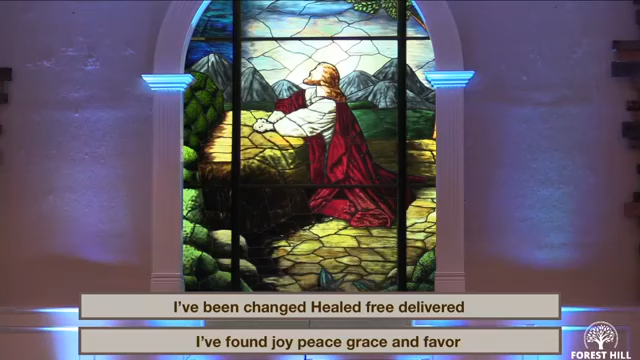 I've been changed Healed free delivered
I've found joy peace grace and favor
FOREST HILL